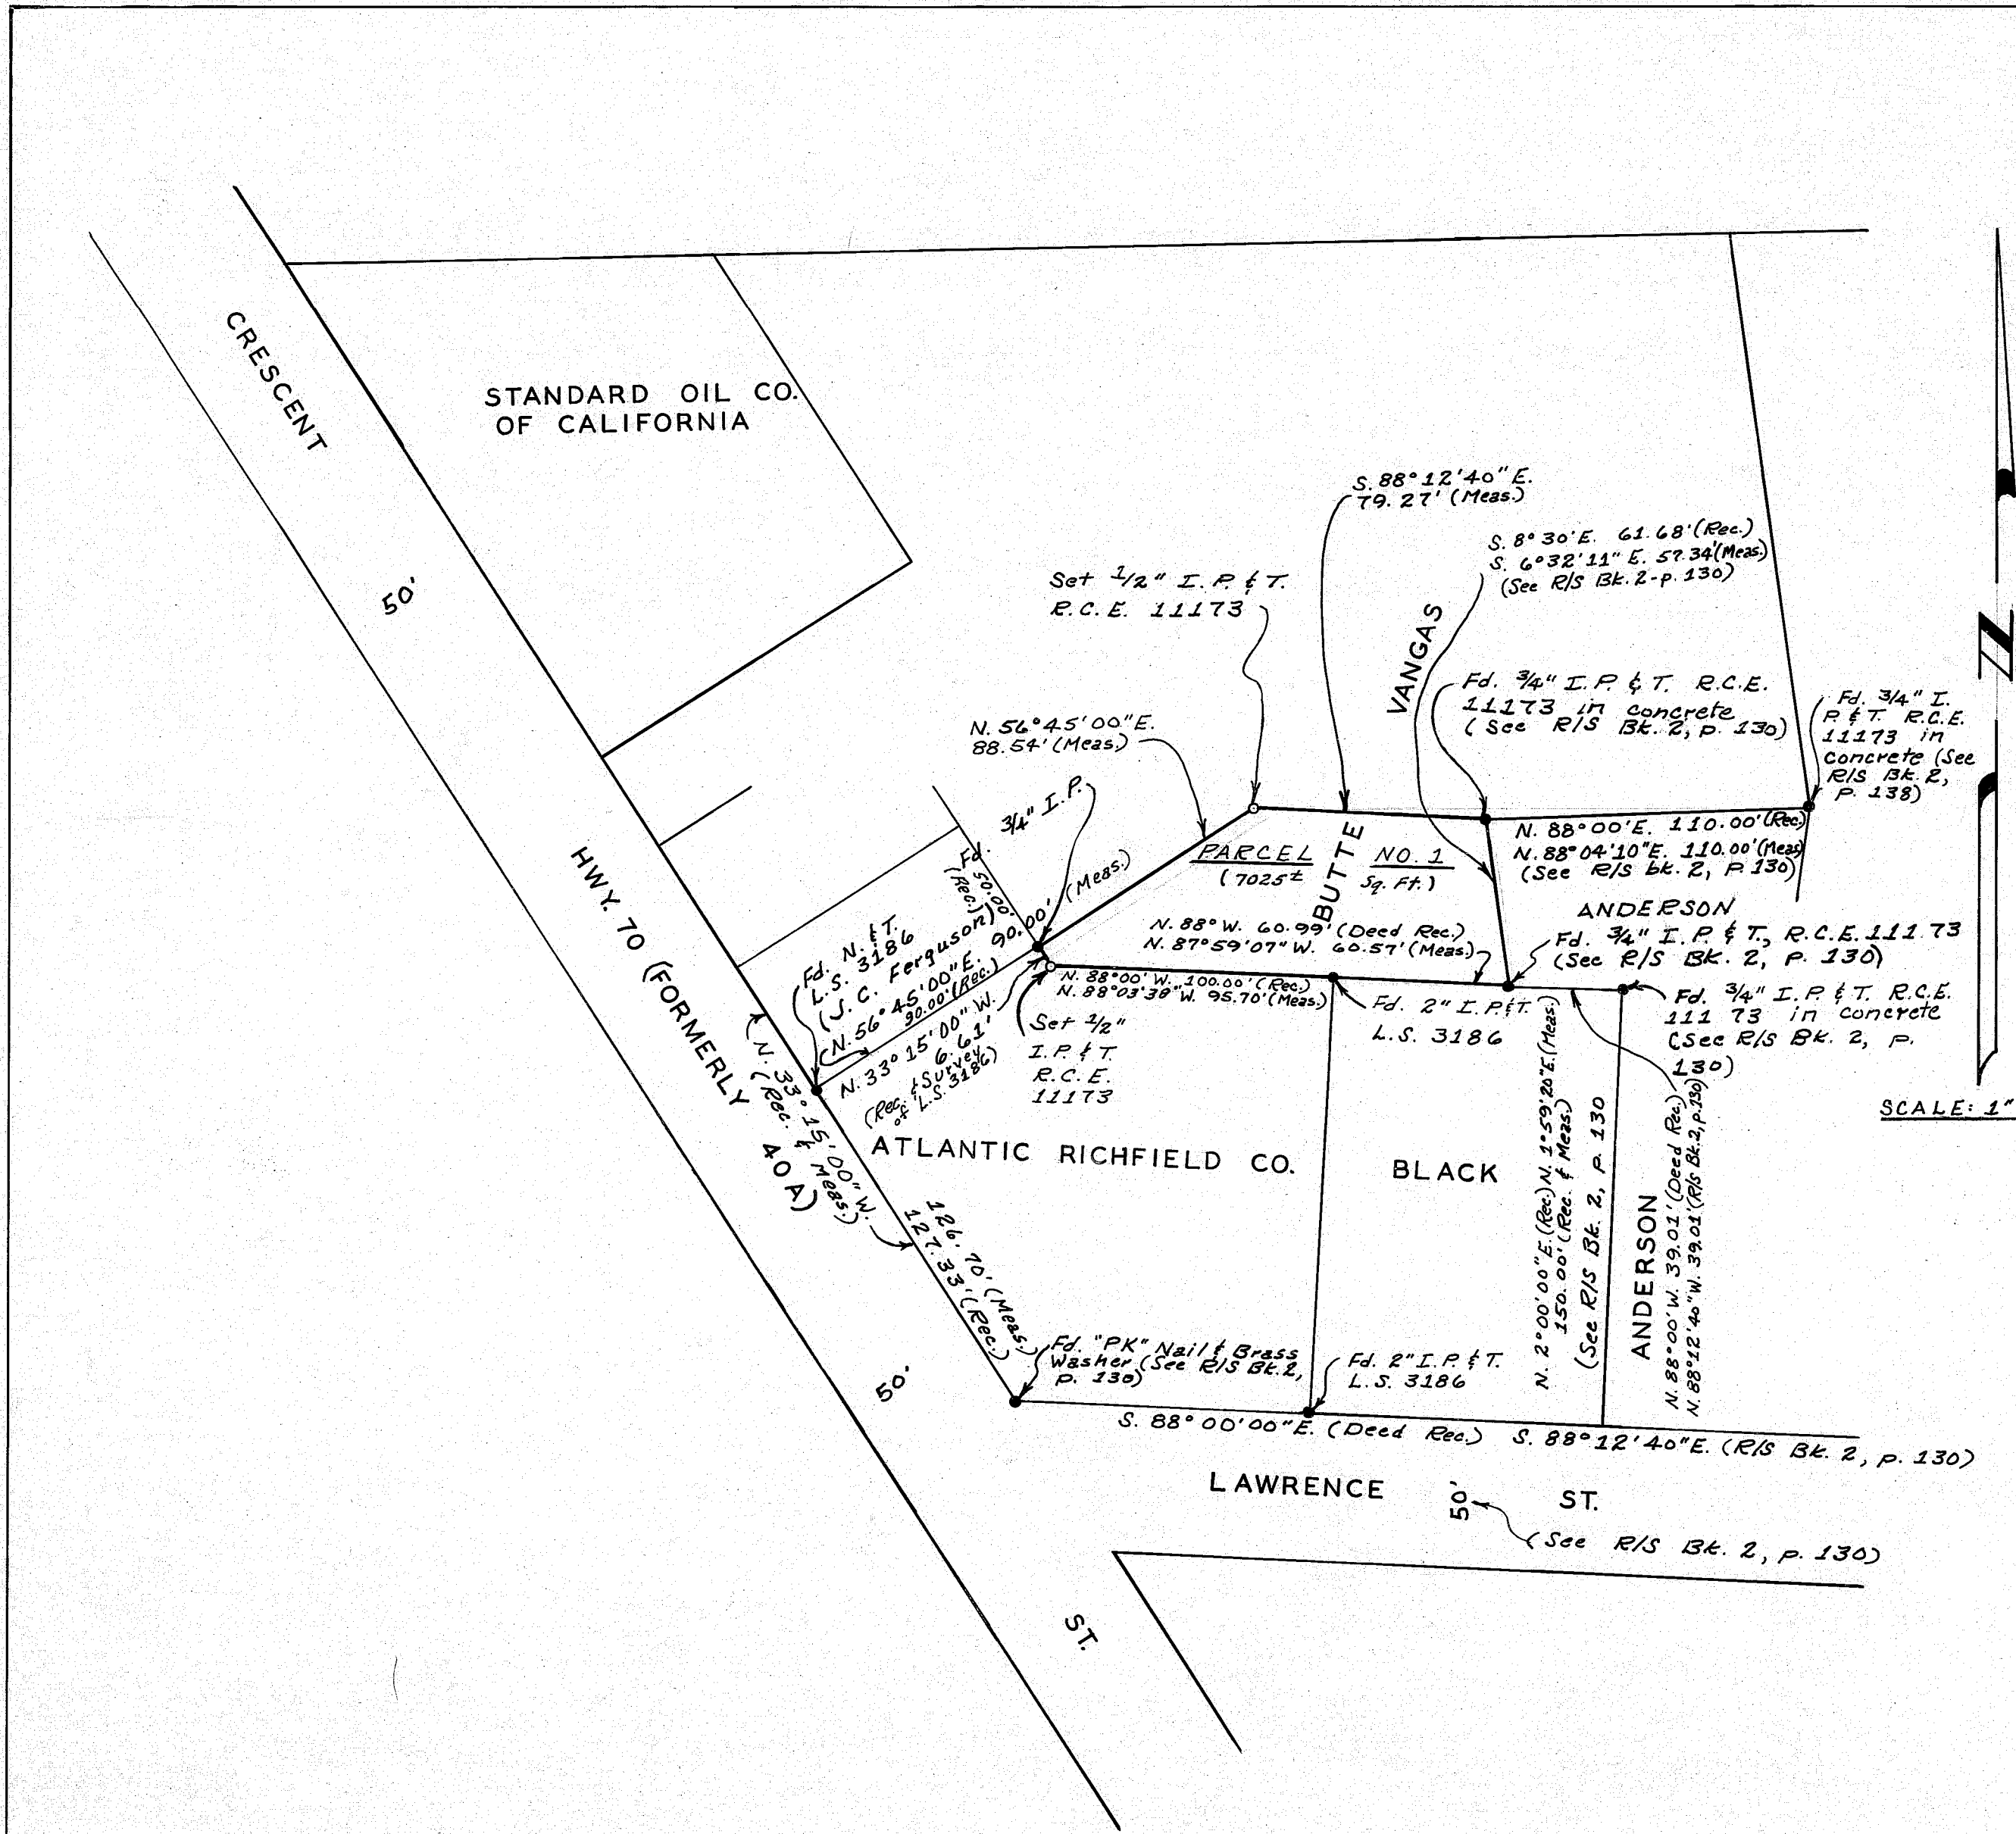 CRESCENT
STANDARD OIL CO.
OF CALIFORNIA
50'
S. 88° 12' 40" E.
79.27' (Meas.)
S. 8° 30' E. 61.68' (Rec.)
S. 6° 32' 11" E. 57.34' (Meas.)
(See R/S Bk. 2-p. 130)
Set 1/2" I. P. & T.
R.C.E. 11173
VANGAS
Fd. 3/4" I. P. & T. R.C.E.
11173 in concrete
(See R/S Bk. 2, p. 130)
Fd. 3/4" I.
P. & T. R.C.E.
11173 in
concrete (See
R/S Bk. 2,
p. 138)
N. 56° 45' 00" E.
88.54' (Meas.)
Fd. 3/4" I. P.
50.00'
(Rec.)
BUTTE
PARCEL NO. 1
(7025± Sq. Ft.)
N. 88° 00' E. 110.00' (Rec.)
N. 88° 04' 10" E. 110.00' (Meas)
(See R/S bk. 2, p. 130)
ANDERSON
Fd. 3/4" I. P. & T., R.C.E. 111 73
(See R/S Bk. 2, p. 130)
N. 88° W. 60.99' (Deed Rec.)
N. 87° 59' 07" W. 60.57' (Meas.)
Fd. N. & T.
L.S. 3186
(J. C. Ferguson)
N. 56° 45' 00" E. 90.00' (Meas.)
90.00' (Rec.)
N. 33° 15' 00" W.
6.61'
(Rec. & Survey
of L.S. 3186)
N. 88° 00' W. 100.00' (Rec.)
N. 88° 03' 38" W. 95.70' (Meas.)
Set 1/2"
I. P. & T.
R.C.E.
11173
Fd. 2" I. P. & T.
L.S. 3186
Fd. 3/4" I. P. & T. R.C.E.
111 73 in concrete
(See R/S Bk. 2, p.
130)
SCALE: 1"
N
HWY. 70 (FORMERLY 40A)
N. 33° 15' 00" W.
(Rec. & Meas.)
126.70' (Meas.)
127.33' (Rec.)
ATLANTIC RICHFIELD CO.
BLACK
N. 2° 00' 00" E. (Rec.) N. 1° 59' 20" E. (Meas.)
150.00' (Rec. & Meas.)
(See R/S Bk. 2, p. 130
ANDERSON
N. 88° 00' W. 39.01' (Deed Rec.)
N. 88° 12' 40" W. 39.01' (R/S Bk. 2, p. 130)
Fd. "PK" Nail & Brass
Washer (See R/S Bk. 2,
p. 130)
Fd. 2" I. P. & T.
L.S. 3186
50'
S. 88° 00' 00" E. (Deed Rec.) S. 88° 12' 40" E. (R/S Bk. 2, p. 130)
LAWRENCE ST.
50'
(See R/S Bk. 2, p. 130)
ST.